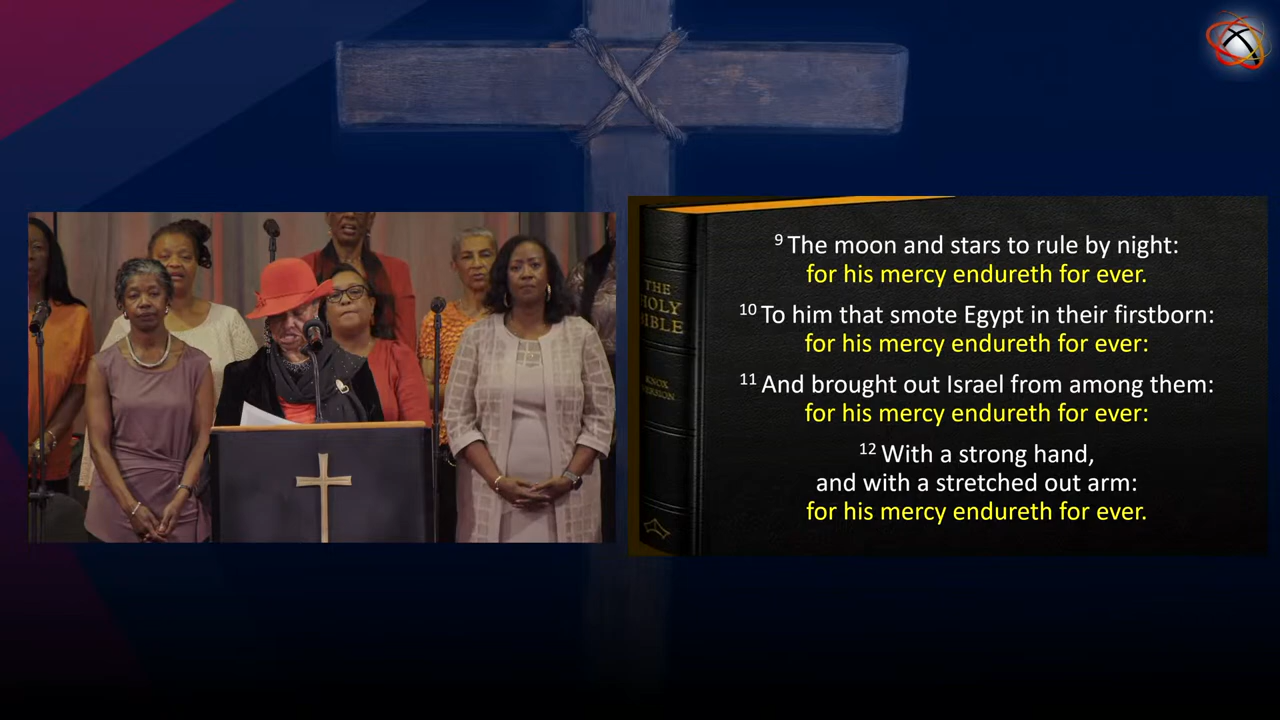 THE
HOLY
BIBLE
KNOX
VERSION
9 The moon and stars to rule by night:
for his mercy endureth for ever.
10 To him that smote Egypt in their firstborn:
for his mercy endureth for ever:
11 And brought out Israel from among them:
for his mercy endureth for ever:
12 With a strong hand,
and with a stretched out arm:
for his mercy endureth for ever.